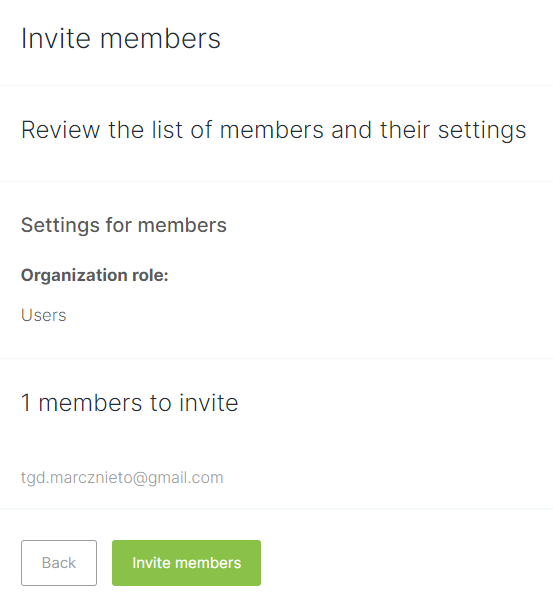 Invite members
Review the list of members and their settings
Settings for members
Organization role:
Users
1 members to invite
tgd.marcznieto@gmail.com
Back
Invite members